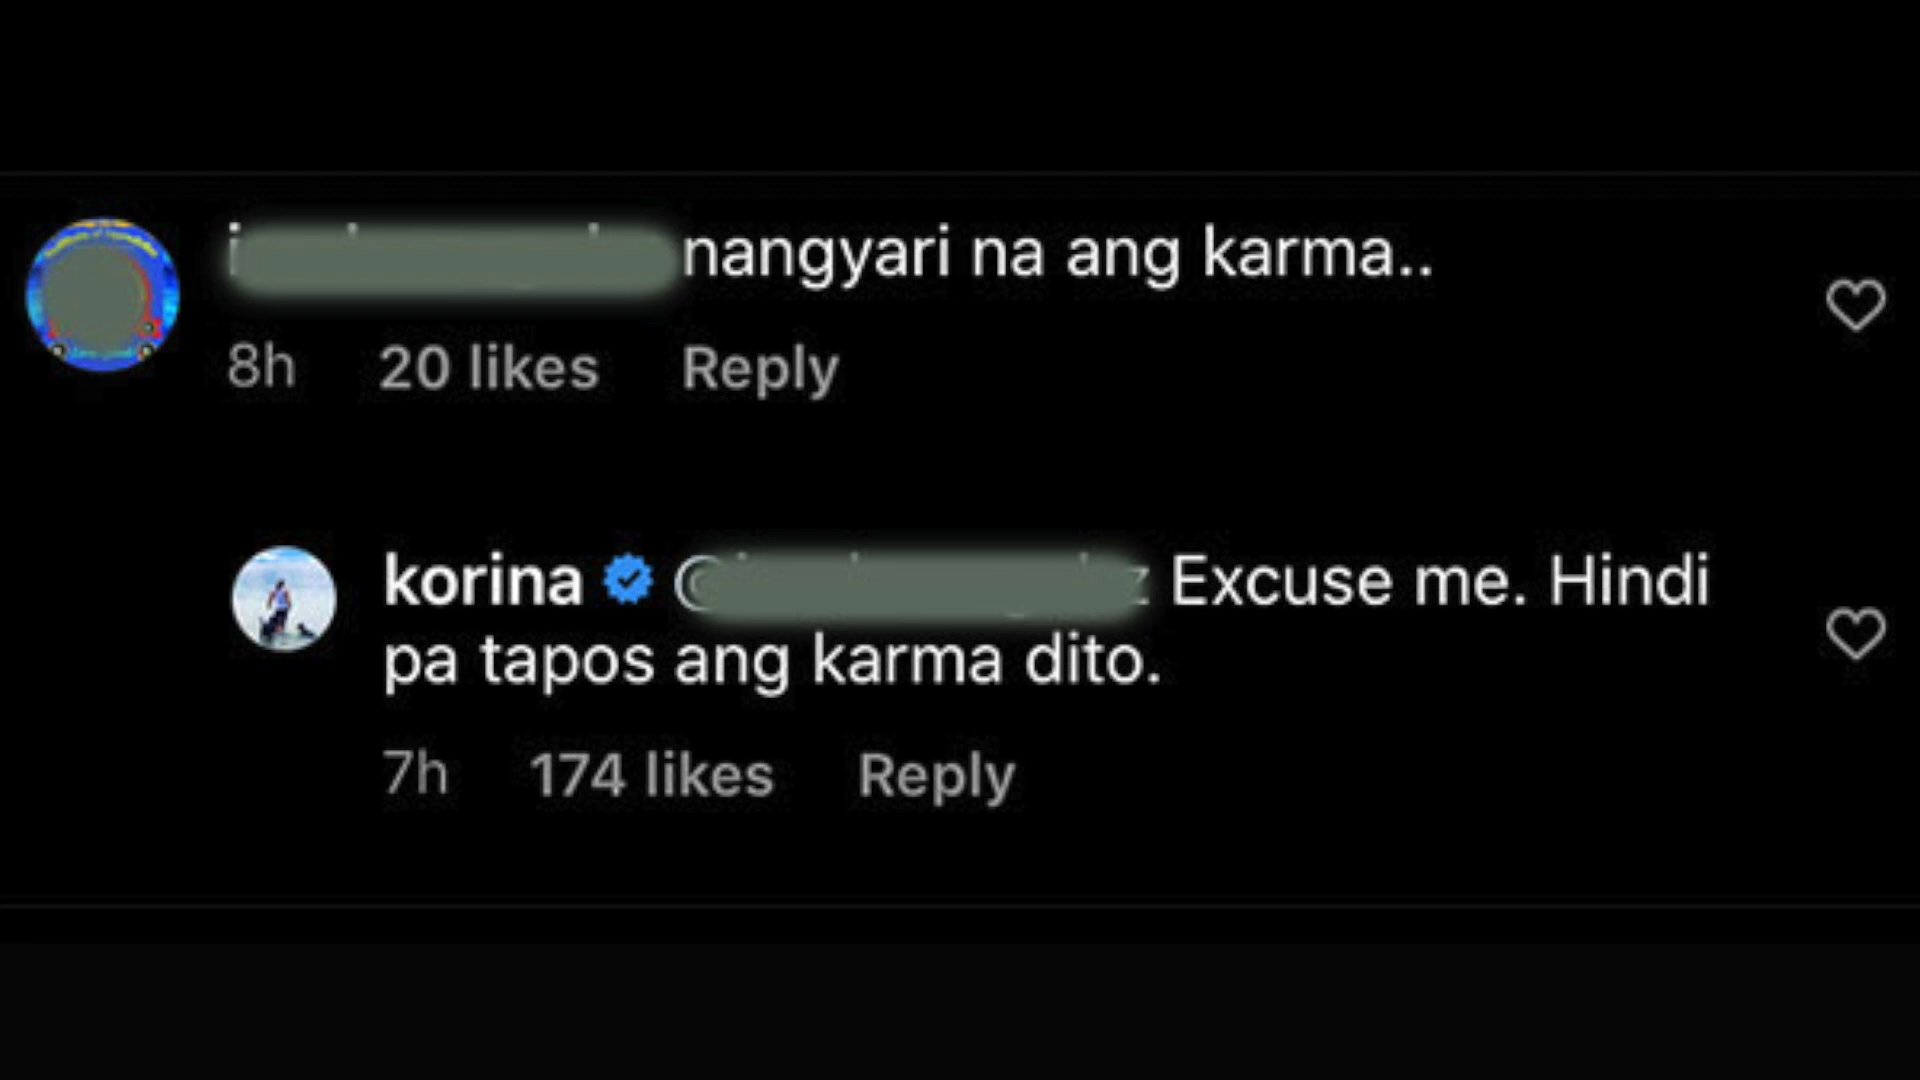 nangyari na ang karma..
8h 20 likes Reply
korina Excuse me. Hindi
pa tapos ang karma dito.
7h 174 likes Reply